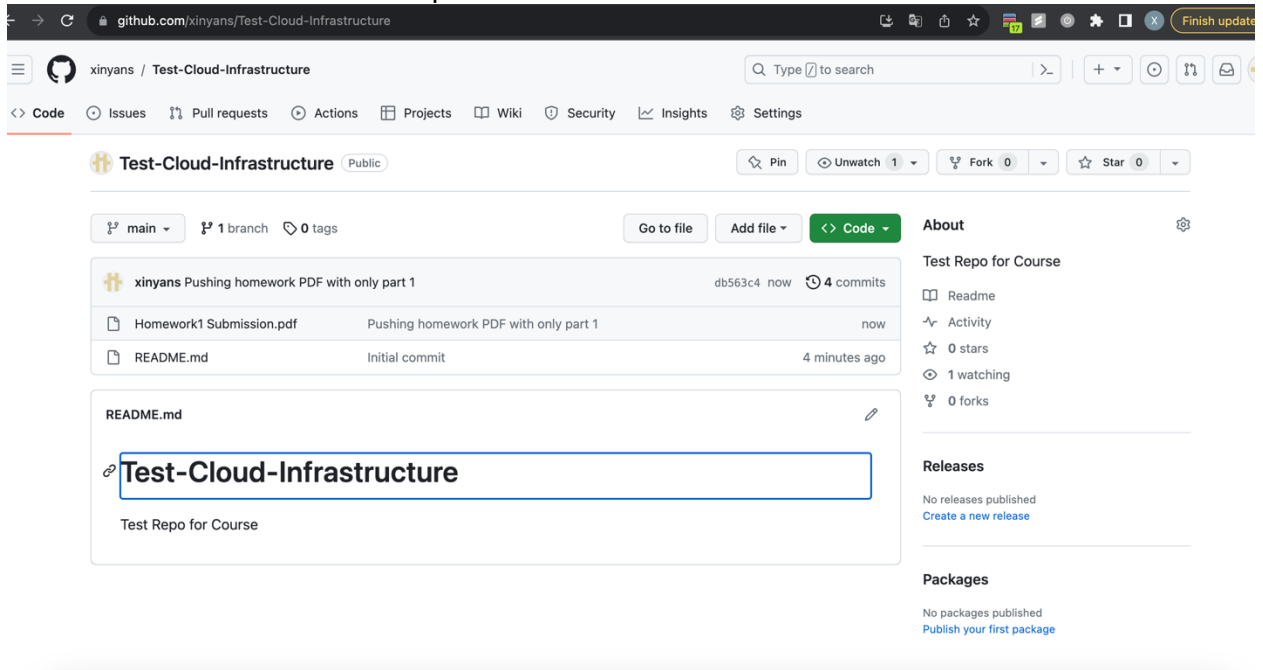 github.com/xinyans/Test-Cloud-Infrastructure
17
X
Finish update
xinyans / Test-Cloud-Infrastructure
Type / to search
Code Issues Pull requests Actions Projects Wiki Security Insights Settings
Test-Cloud-Infrastructure Public
Pin Unwatch 1 Fork 0 Star 0
main 1 branch 0 tags
Go to file Add file <> Code
xinyans Pushing homework PDF with only part 1 db563c4 now 4 commits
Homework1 Submission.pdf Pushing homework PDF with only part 1 now
README.md Initial commit 4 minutes ago
README.md
Test-Cloud-Infrastructure
Test Repo for Course
About
Test Repo for Course
Readme
Activity
0 stars
1 watching
0 forks
Releases
No releases published
Create a new release
Packages
No packages published
Publish your first package